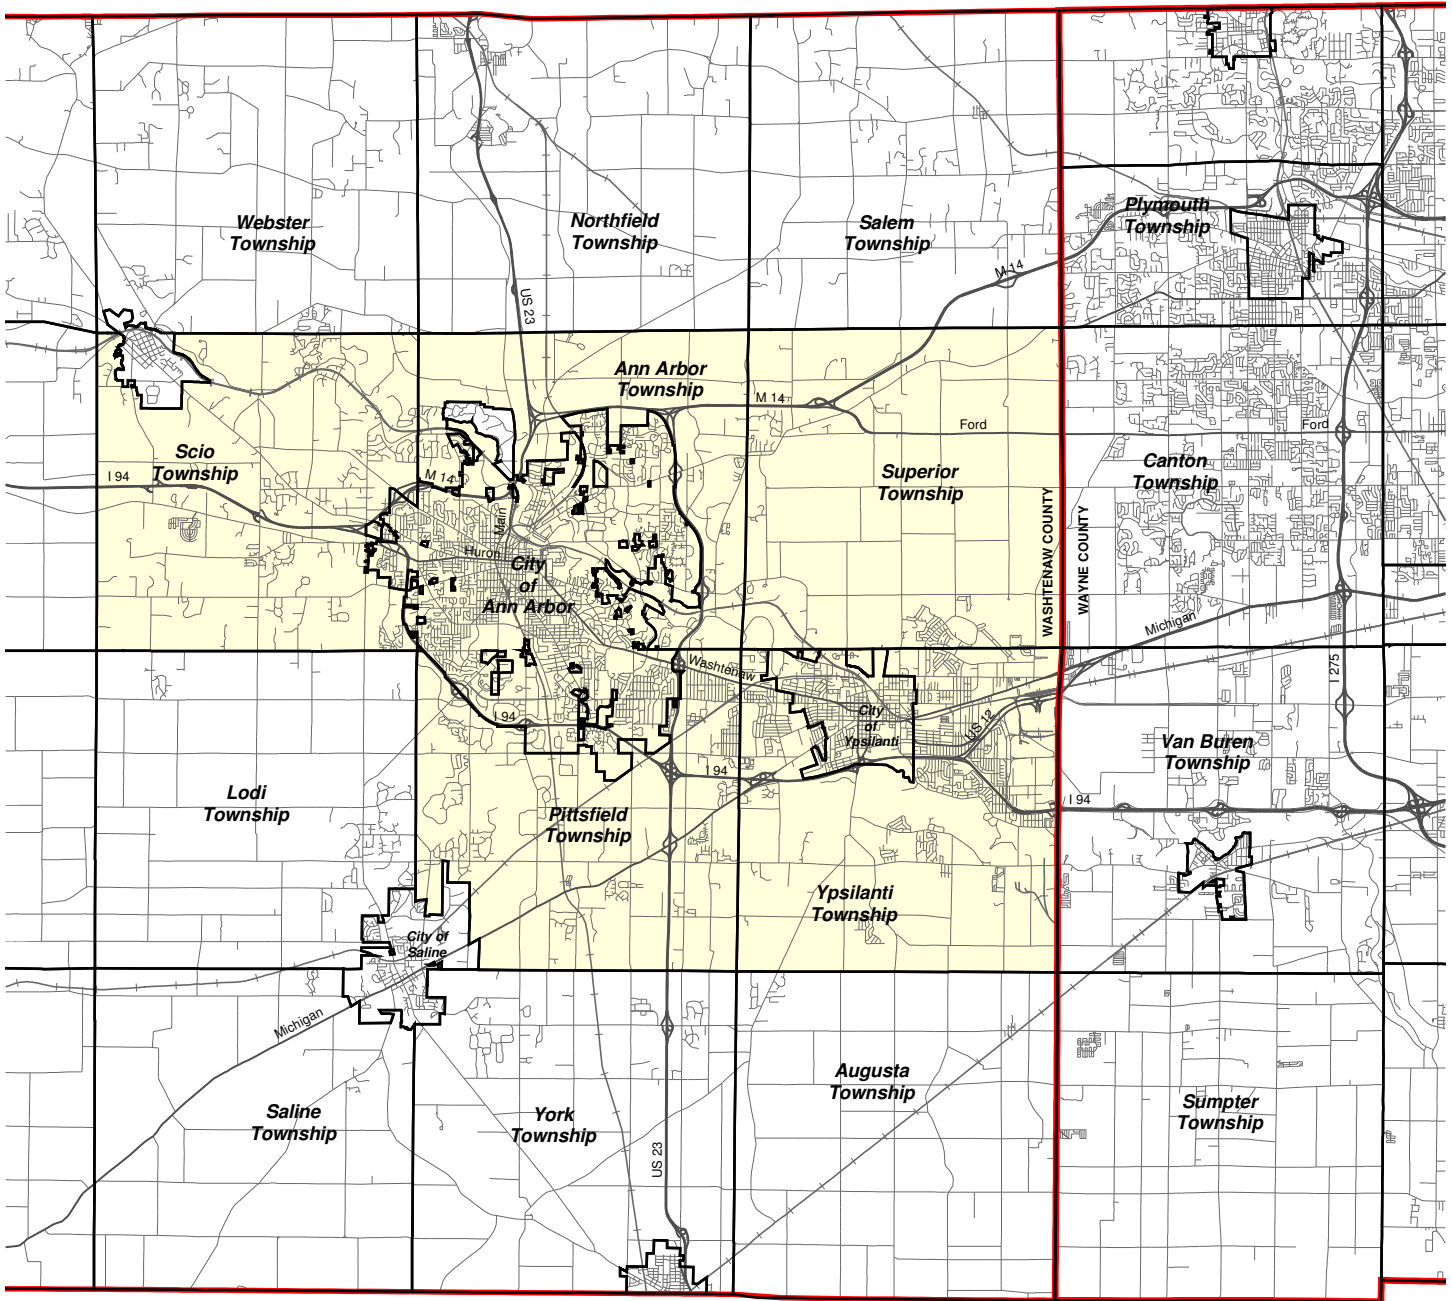 Webster
Township
Northfield
Township
Salem
Township
Plymouth
Township
US 23
M 14
Ann Arbor
Township
M 14
Ford
Ford
Scio
Township
I 94
M 14
Main
Huron
City
of
Ann Arbor
Superior
Township
Canton
Township
WASHTENAW COUNTY
WAYNE COUNTY
Michigan
I 275
Washtenaw
City
of
Ypsilanti
US 12
I 94
I 94
I 94
Van Buren
Township
Lodi
Township
Pittsfield
Township
Ypsilanti
Township
City of
Saline
Michigan
Saline
Township
York
Township
US 23
Augusta
Township
Sumpter
Township